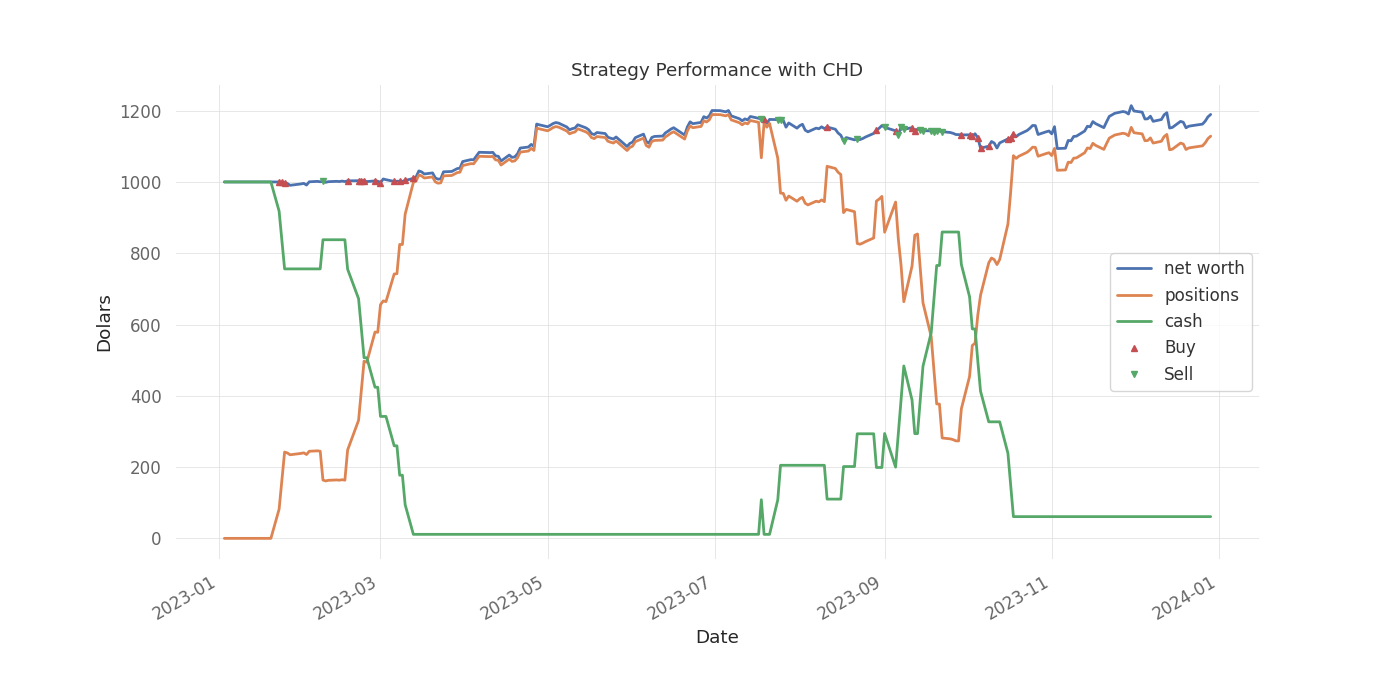 Strategy Performance with CHD
1200
1000
800
600
400
200
0
Dolars
net worth
positions
cash
Buy
Sell
2023-01
2023-03
2023-05
2023-07
2023-09
2023-11
2024-01
Date